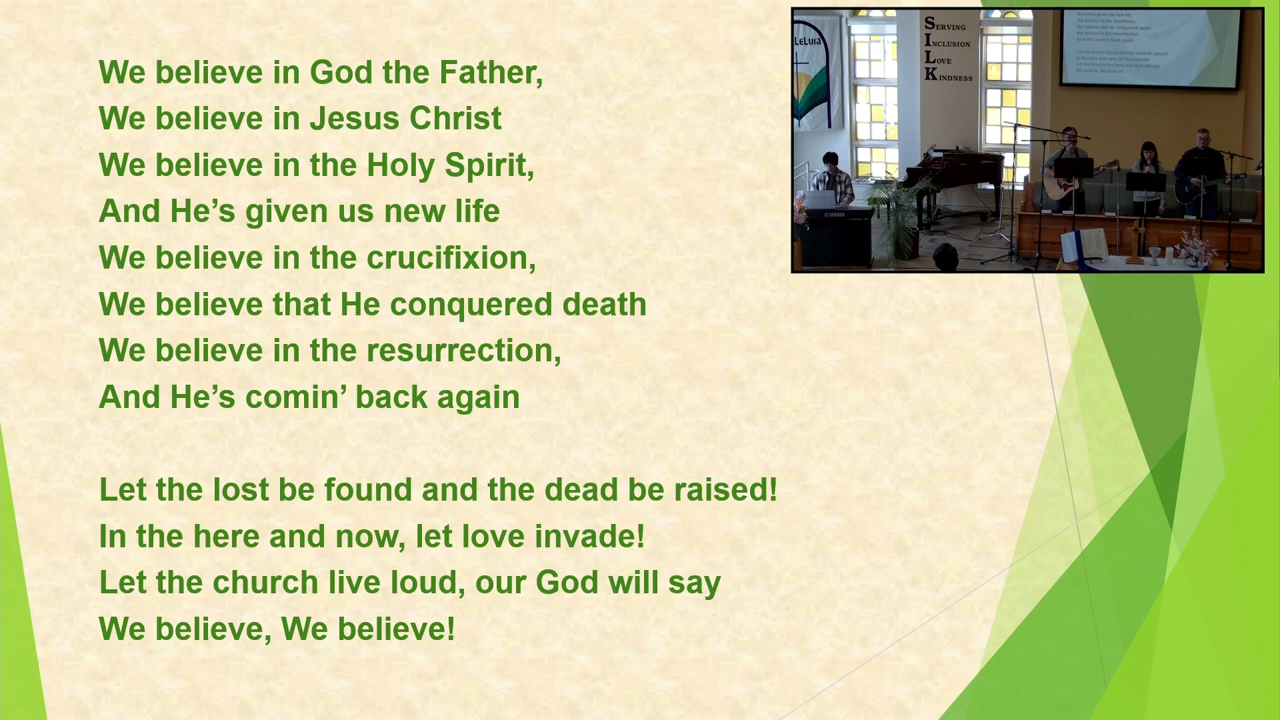 We believe in God the Father,
We believe in Jesus Christ
We believe in the Holy Spirit,
And He’s given us new life
We believe in the crucifixion,
We believe that He conquered death
We believe in the resurrection,
And He’s comin’ back again
Let the lost be found and the dead be raised!
In the here and now, let love invade!
Let the church live loud, our God will say
We believe, We believe!
LeLuia
SERVING
INCLUSION
LOVE
KINDNESS
YAMAHA